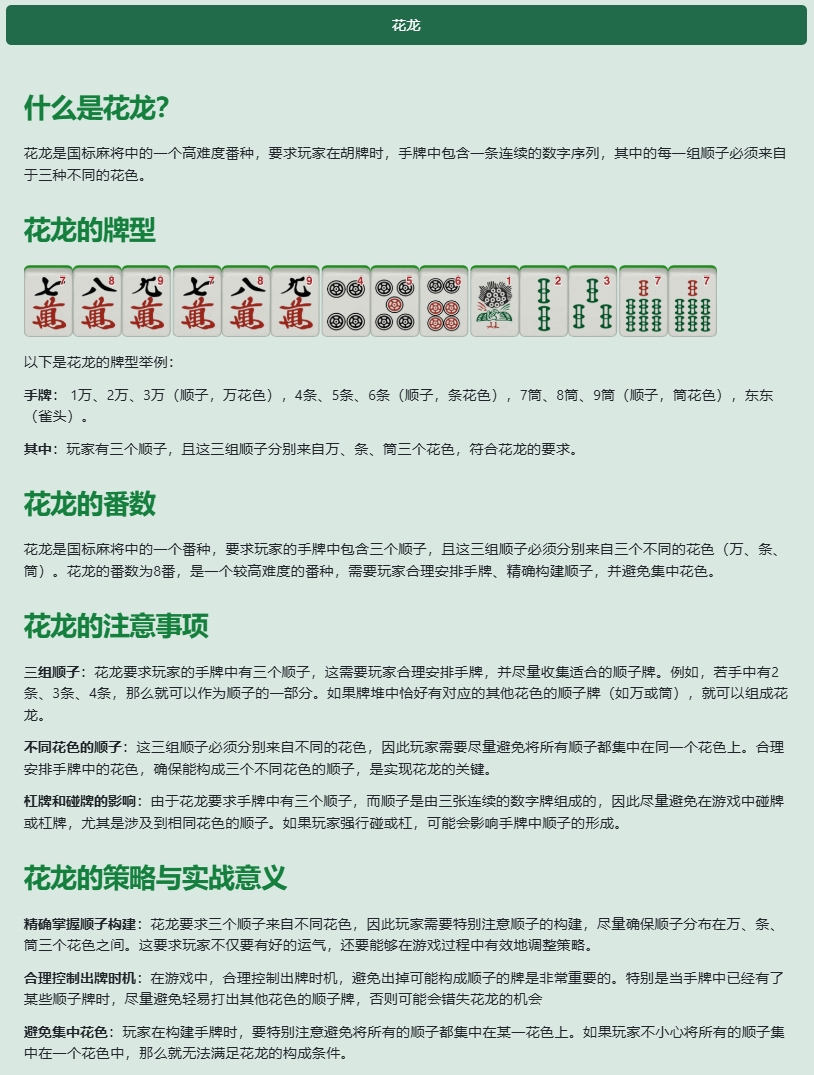 花龙
什么是花龙？
花龙是国标麻将中的一个高难度番种，要求玩家在胡牌时，手牌中包含一条连续的数字序列，其中的每一组顺子必须来自
于三种不同的花色。
花龙的牌型
七萬7 八萬8 九萬9 七萬7 八萬8 九萬9 4 5 6 1 2 3 7 7
以下是花龙的牌型举例：
手牌： 1万、2万、3万（顺子，万花色），4条、5条、6条（顺子，条花色），7筒、8筒、9筒（顺子，筒花色），东东
（雀头）。
其中：玩家有三个顺子，且这三组顺子分别来自万、条、筒三个花色，符合花龙的要求。
花龙的番数
花龙是国标麻将中的一个番种，要求玩家的手牌中包含三个顺子，且这三组顺子必须分别来自三个不同的花色（万、条、
筒）。花龙的番数为8番，是一个较高难度的番种，需要玩家合理安排手牌、精确构建顺子，并避免集中花色。
花龙的注意事项
三组顺子：花龙要求玩家的手牌中有三个顺子，这需要玩家合理安排手牌，并尽量收集适合的顺子牌。例如，若手中有2
条、3条、4条，那么就可以作为顺子的一部分。如果牌堆中恰好有对应的其他花色的顺子牌（如万或筒），就可以组成花
龙。
不同花色的顺子：这三组顺子必须分别来自不同的花色，因此玩家需要尽量避免将所有顺子都集中在同一个花色上。合理
安排手牌中的花色，确保能构成三个不同花色的顺子，是实现花龙的关键。
杠牌和碰牌的影响：由于花龙要求手牌中有三个顺子，而顺子是由三张连续的数字牌组成的，因此尽量避免在游戏中碰牌
或杠牌，尤其是涉及到相同花色的顺子。如果玩家强行碰或杠，可能会影响手牌中顺子的形成。
花龙的策略与实战意义
精确掌握顺子构建：花龙要求三个顺子来自不同花色，因此玩家需要特别注意顺子的构建，尽量确保顺子分布在万、条、
筒三个花色之间。这要求玩家不仅要有好的运气，还要能够在游戏过程中有效地调整策略。
合理控制出牌时机：在游戏中，合理控制出牌时机，避免出掉可能构成顺子的牌是非常重要的。特别是当手牌中已经有了
某些顺子牌时，尽量避免轻易打出其他花色的顺子牌，否则可能会错失花龙的机会
避免集中花色：玩家在构建手牌时，要特别注意避免将所有的顺子都集中在某一花色上。如果玩家不小心将所有的顺子集
中在一个花色中，那么就无法满足花龙的构成条件。